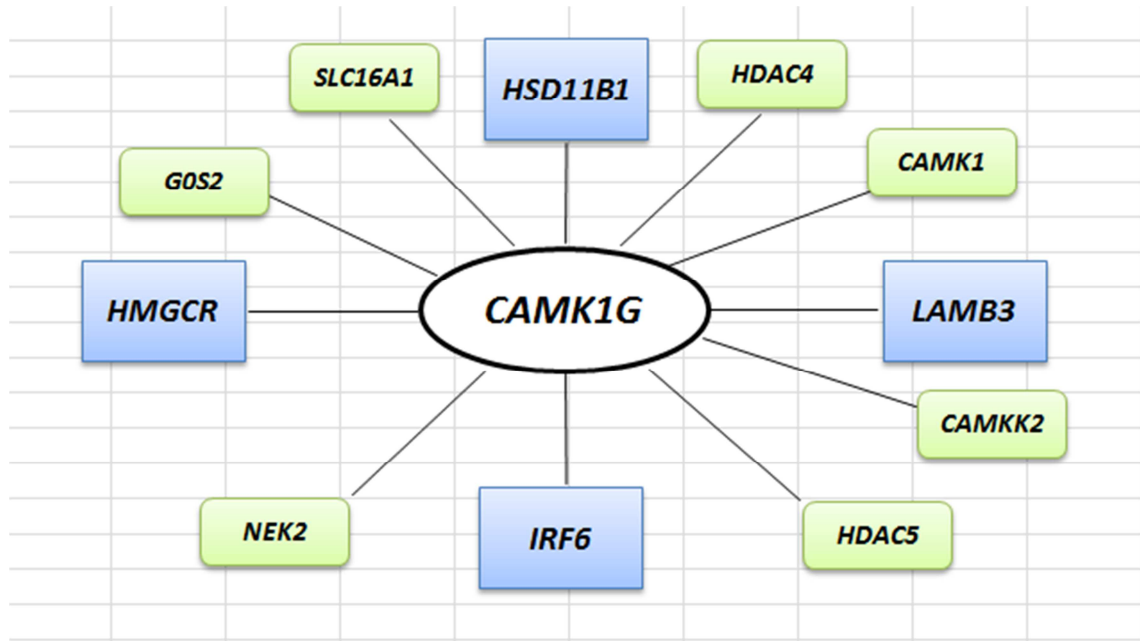 SLC16A1
HSD11B1
HDAC4
G0S2
CAMK1
HMGCR
CAMK1G
LAMB3
CAMKK2
NEK2
IRF6
HDAC5